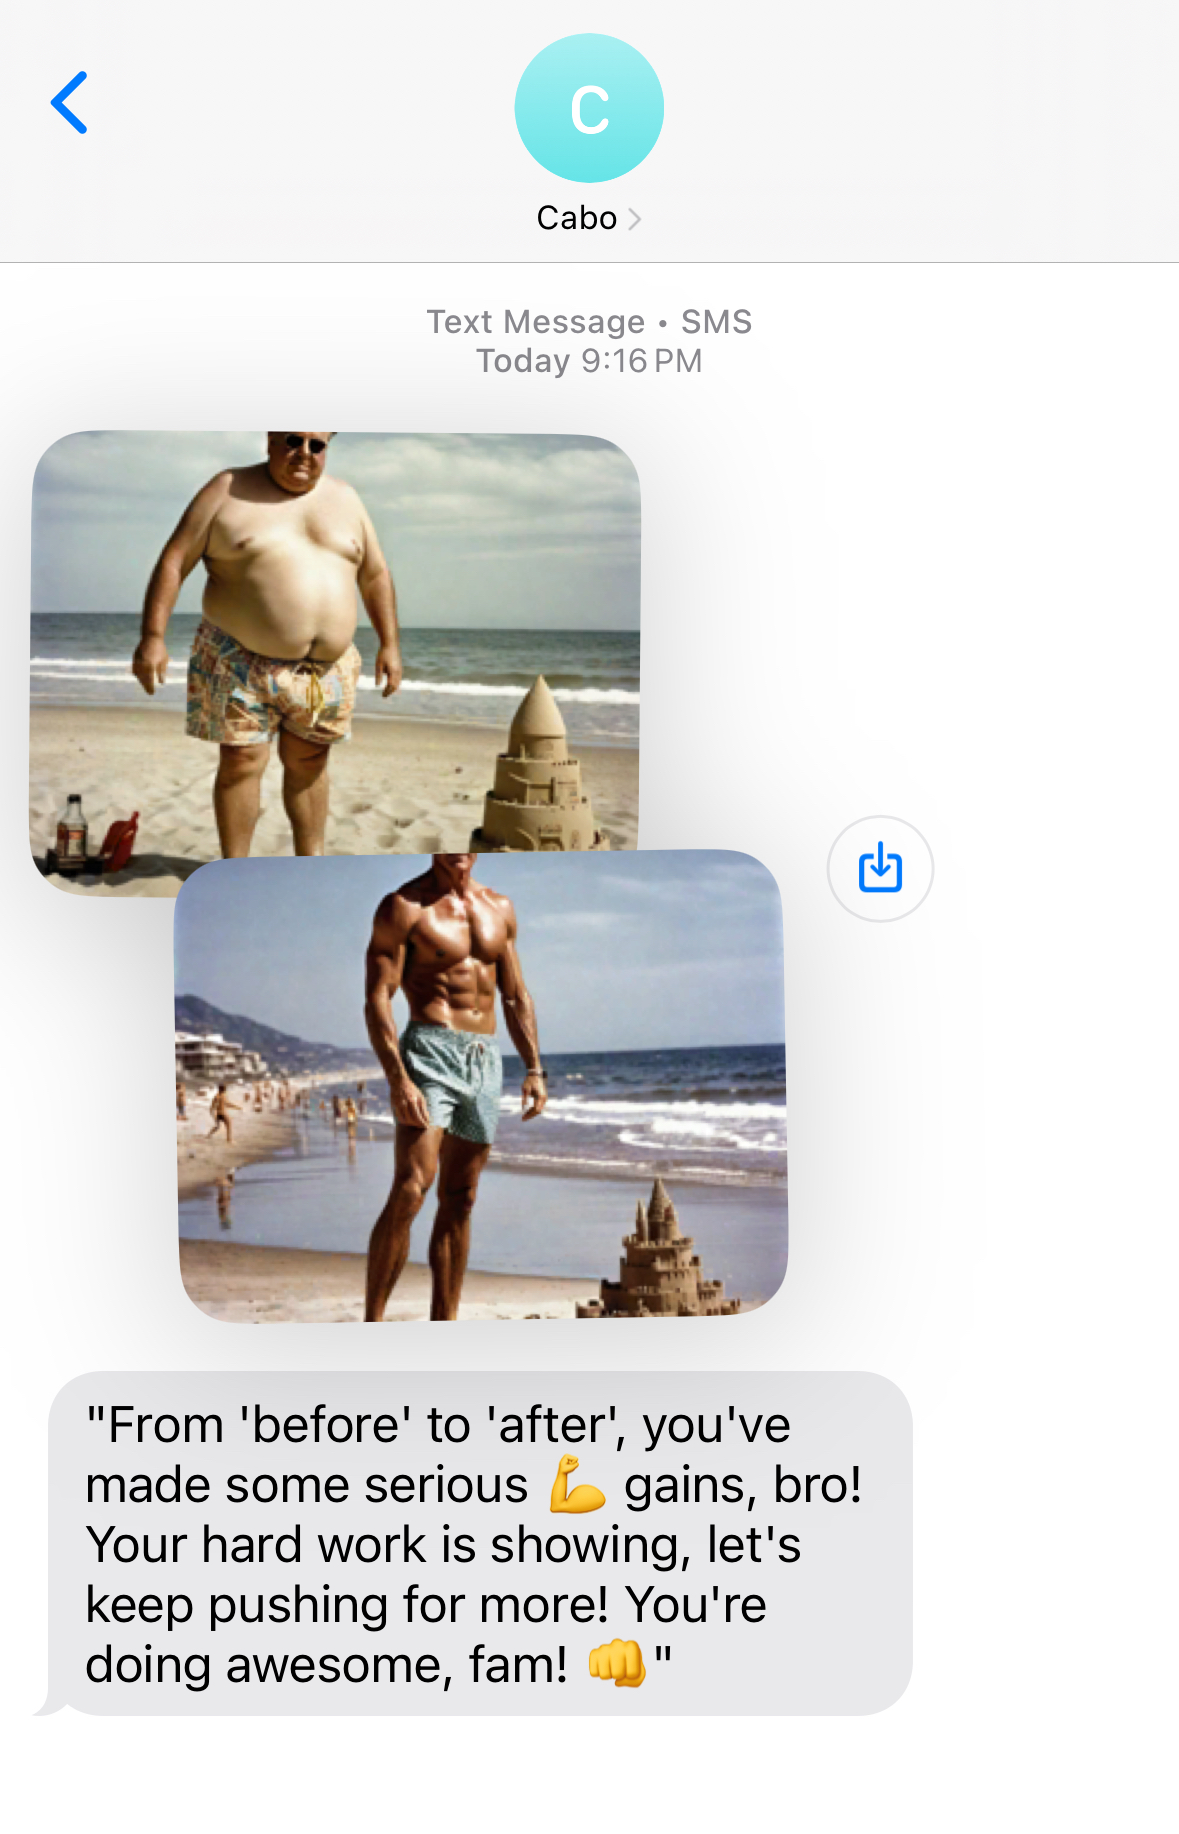 C
Cabo
Text Message • SMS
Today 9:16 PM
"From 'before' to 'after', you've
made some serious 💪 gains, bro!
Your hard work is showing, let's
keep pushing for more! You're
doing awesome, fam! 👊"